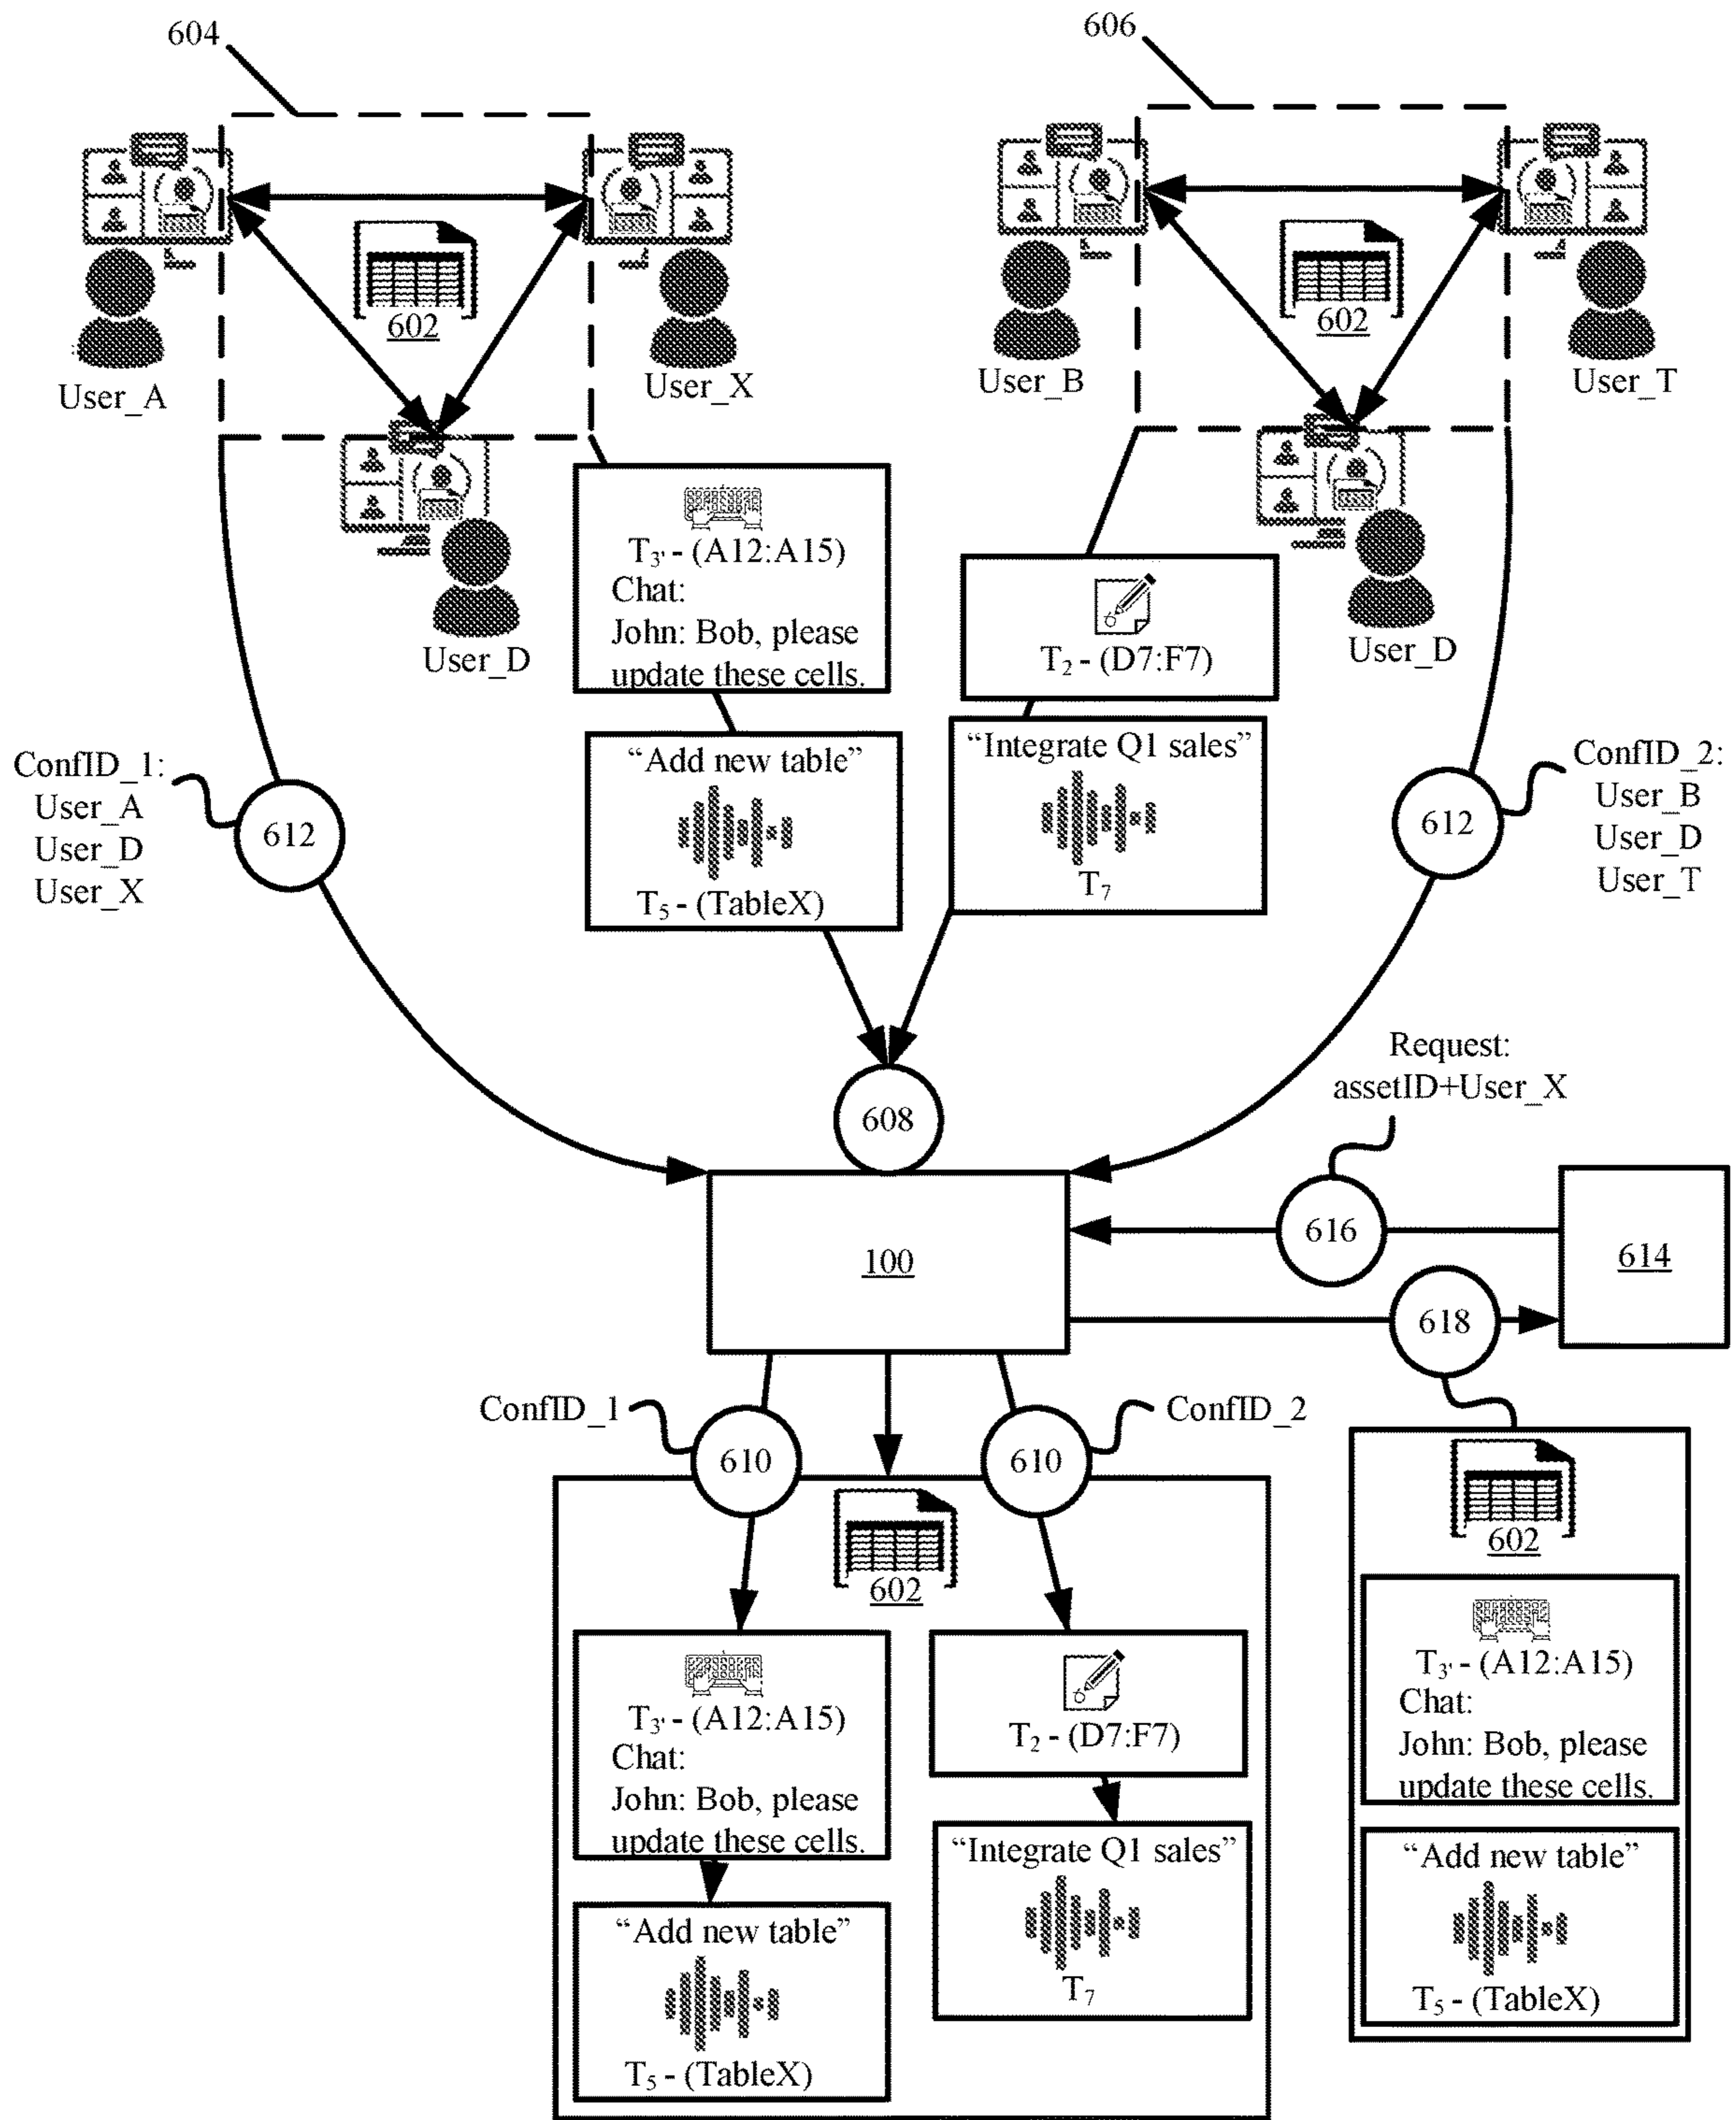 604
606
602
602
User_A
User_X
User_B
User_T
User_D
User_D
T3' - (A12:A15)
Chat:
John: Bob, please
update these cells.
T2 - (D7:F7)
“Add new table”
T5 - (TableX)
“Integrate Q1 sales”
T7
ConfID_1:
User_A
User_D
User_X
612
612
ConfID_2:
User_B
User_D
User_T
608
Request:
assetID+User_X
100
616
614
618
ConfID_1
610
610
ConfID_2
602
T3' - (A12:A15)
Chat:
John: Bob, please
update these cells.
“Add new table”
T5 - (TableX)
T2 - (D7:F7)
“Integrate Q1 sales”
T7
602
T3' - (A12:A15)
Chat:
John: Bob, please
update these cells.
“Add new table”
T5 - (TableX)